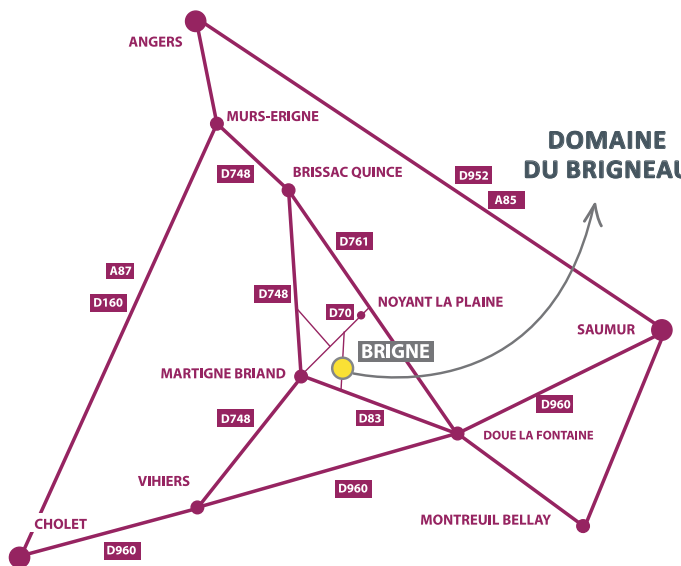 ANGERS
MURS-ERIGNE
DOMAINE
DU BRIGNEAU
D748
BRISSAC QUINCE
D952
A85
D761
A87
D160
D748
D70
NOYANT LA PLAINE
SAUMUR
BRIGNE
MARTIGNE BRIAND
D960
D748
D83
DOUE LA FONTAINE
VIHIERS
D960
MONTREUIL BELLAY
CHOLET
D960